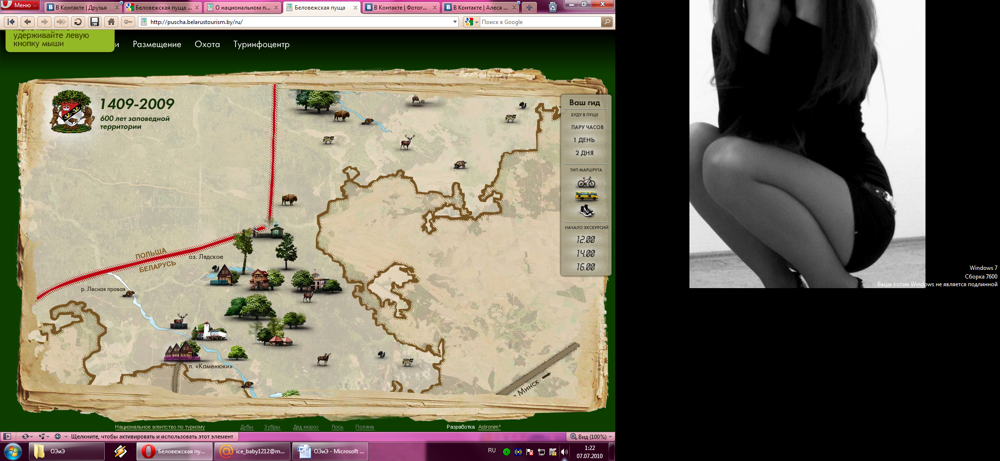 Меню
В Контакте | Друзья
Беловежская пуща ...
О национальном п...
Беловежская пуща
В Контакте | Фотог...
В Контакте | Алеся ...
http://puscha.belarustourism.by/ru/
Поиск в Google
удерживайте левую
кнопку мыши
и
Размещение
Охота
Туринфоцентр
1409-2009
600 лет заповедной
территории
Ваш гид
БУДУ В ПУЩЕ
ПАРУ ЧАСОВ
1 ДЕНЬ
2 ДНЯ
ТИП МАРШРУТА
НАЧАЛО ЭКСКУРСИЙ
12.00
14.00
16.00
ПОЛЬША
БЕЛАРУСЬ
оз. Лядское
р. Лесная правая
п. «Каменюки»
Минск
Национальное агентство по туризму
Дубы
Зубры
Дед мороз
Лось
Поляна
Разработка Astronim*
Щелкните, чтобы активировать и использовать этот элемент
Вид (100%)
ОЭиЭ
Беловежская пу...
ice_baby1212@m...
ОЭиЭ - Microsoft ...
RU
1:22
07.07.2010
Windows 7
Сборка 7600
Ваша копия Windows не является подлинной